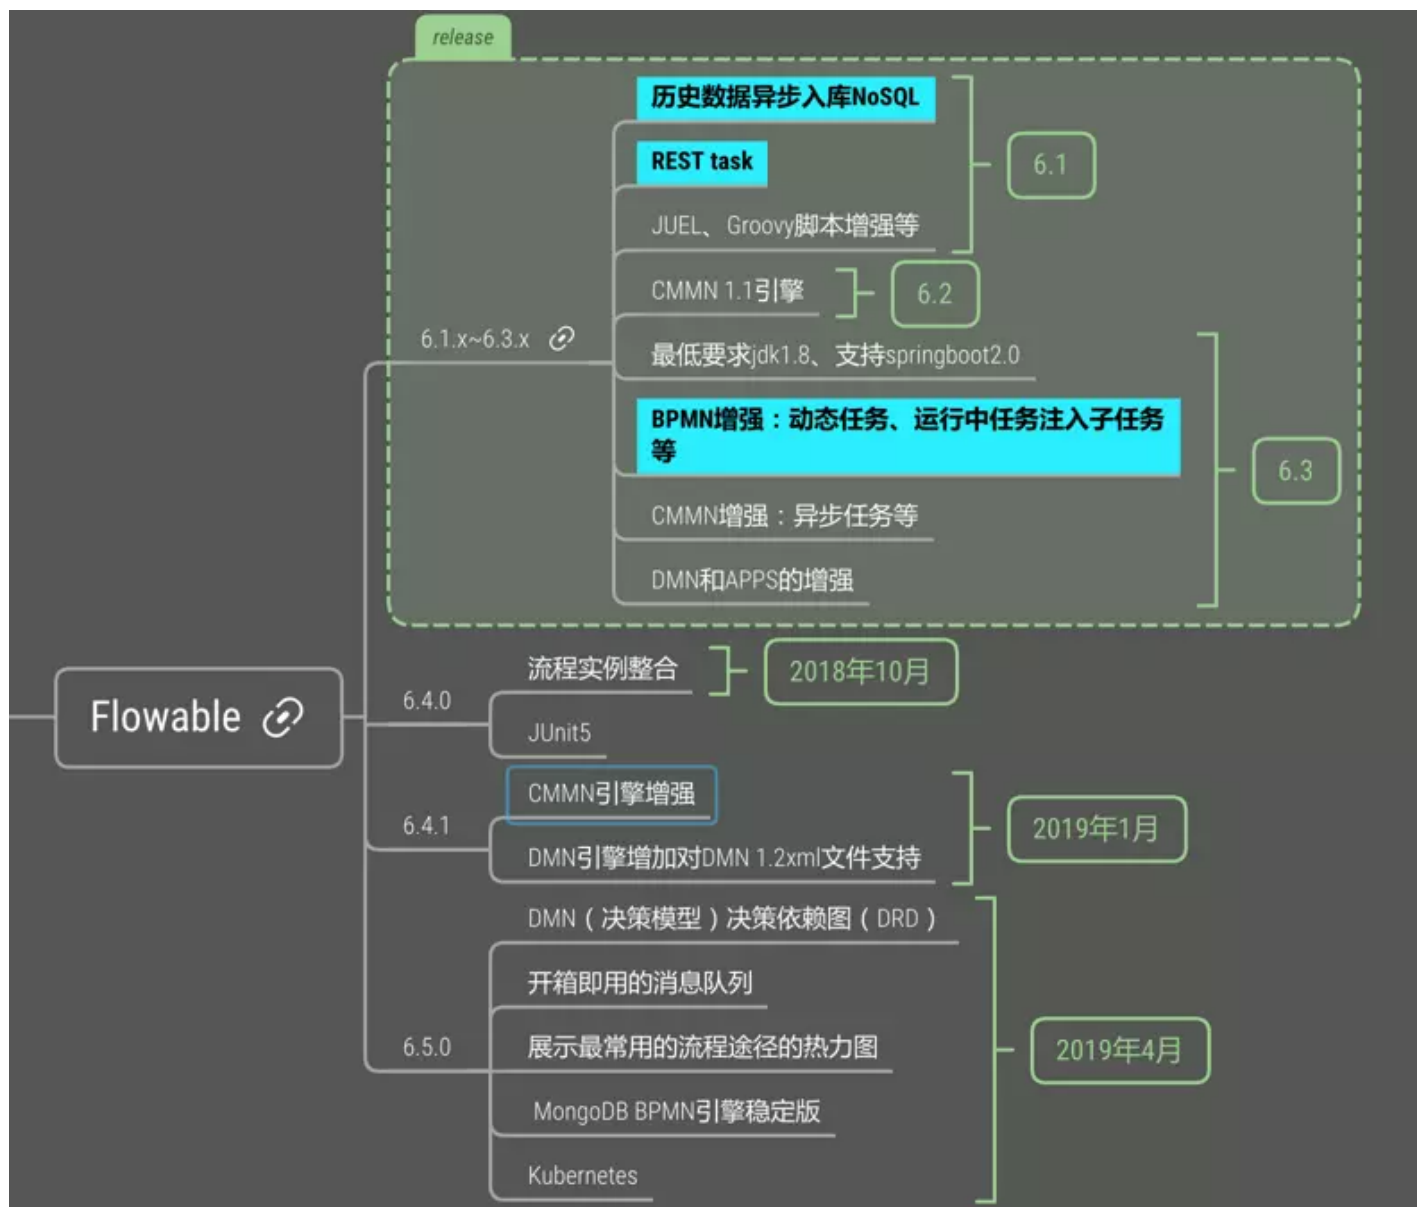 release
历史数据异步入库NoSQL
REST task
6.1
JUEL、Groovy脚本增强等
CMMN 1.1引擎
6.2
6.1.x~6.3.x
最低要求jdk1.8、支持springboot2.0
BPMN增强：动态任务、运行中任务注入子任务
等
6.3
CMMN增强：异步任务等
DMN和APPS的增强
Flowable
6.4.0
流程实例整合
2018年10月
JUnit5
6.4.1
CMMN引擎增强
2019年1月
DMN引擎增加对DMN 1.2xml文件支持
DMN（决策模型）决策依赖图（DRD）
开箱即用的消息队列
6.5.0
展示最常用的流程途径的热力图
2019年4月
MongoDB BPMN引擎稳定版
Kubernetes